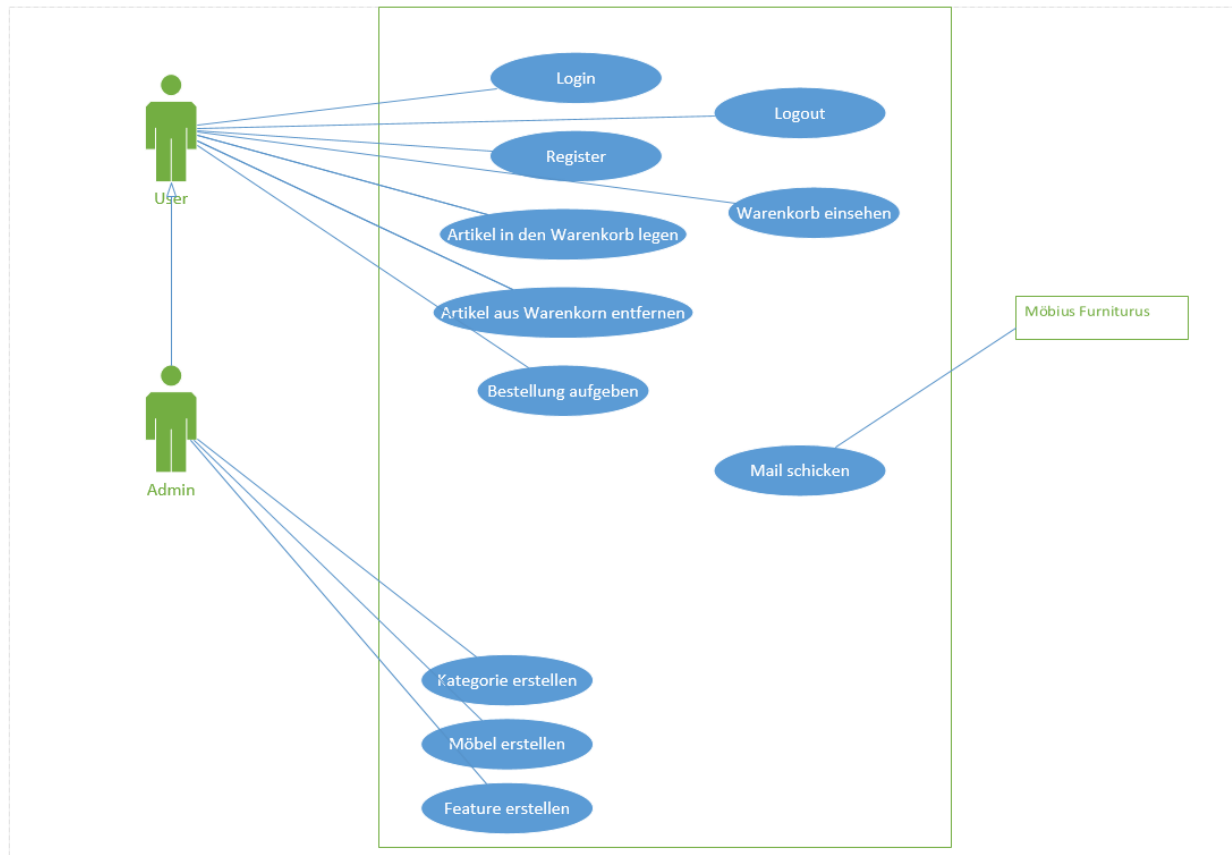 Login
Logout
Register
User
Warenkorb einsehen
Artikel in den Warenkorb legen
Artikel aus Warenkorn entfernen
Möbius Furniturus
Bestellung aufgeben
Mail schicken
Admin
Kategorie erstellen
Möbel erstellen
Feature erstellen